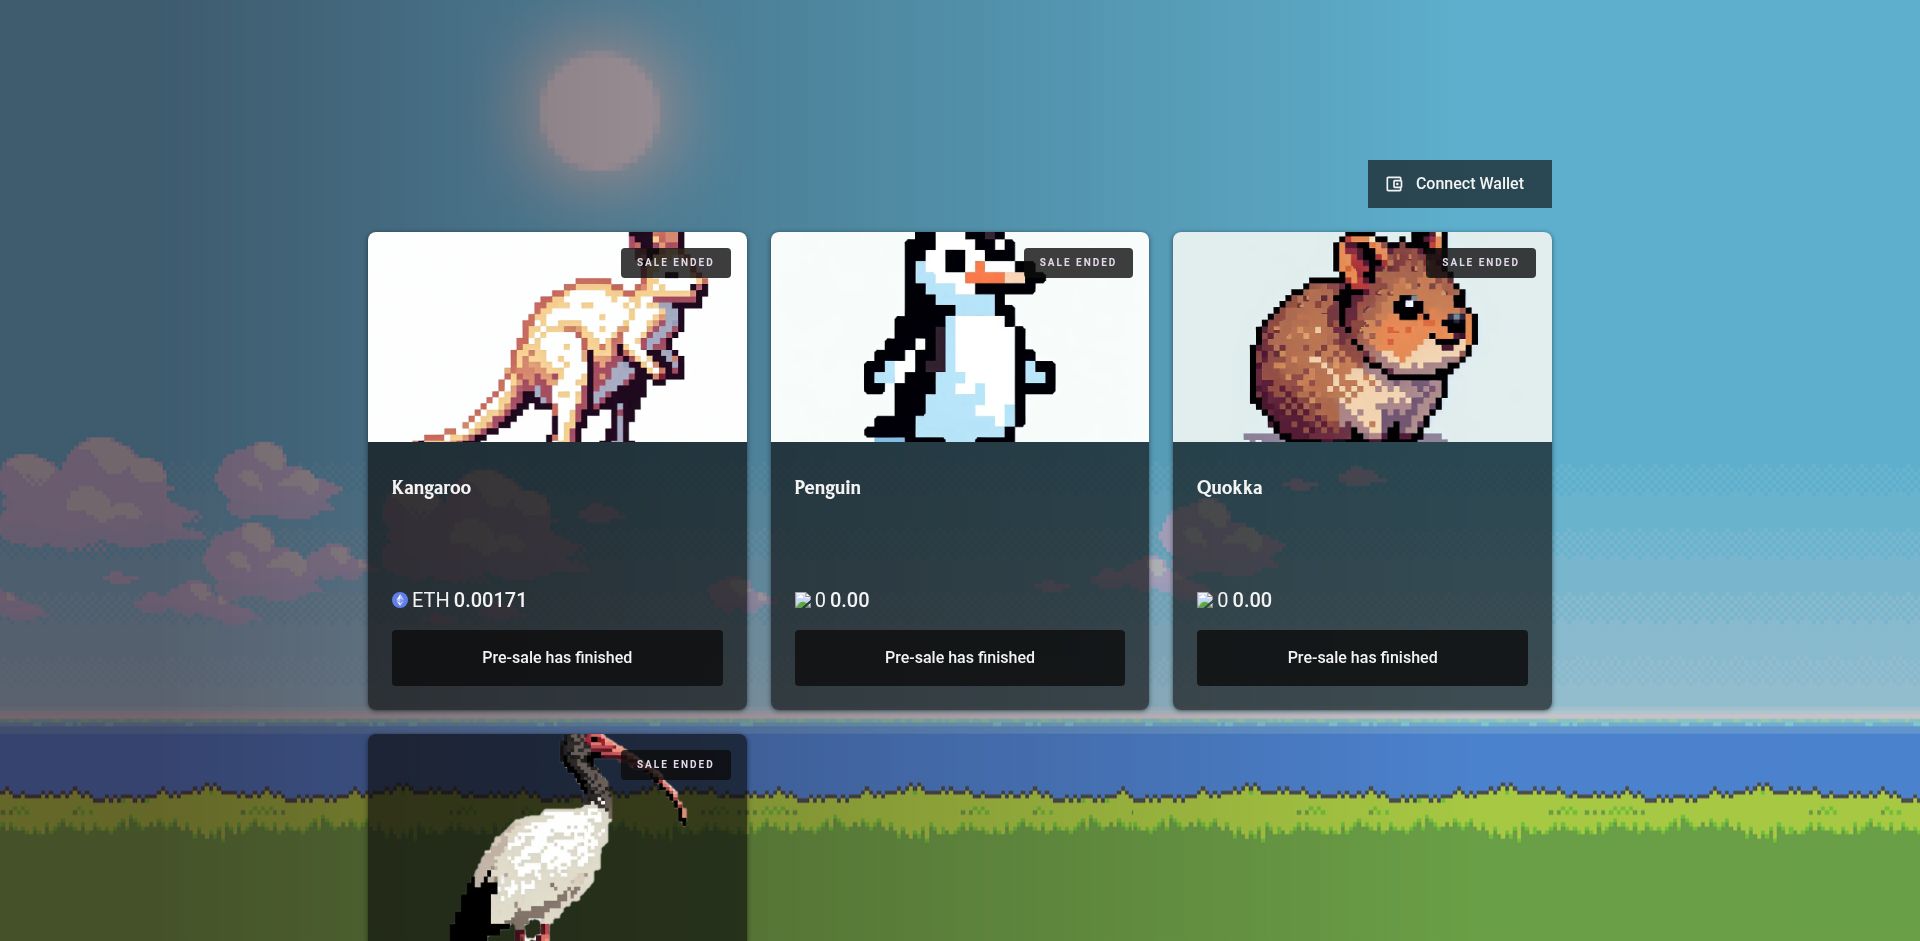 Connect Wallet
SALE ENDED
SALE ENDED
SALE ENDED
Kangaroo
Penguin
Quokka
ETH 0.00171
0 0.00
0 0.00
Pre-sale has finished
Pre-sale has finished
Pre-sale has finished
SALE ENDED